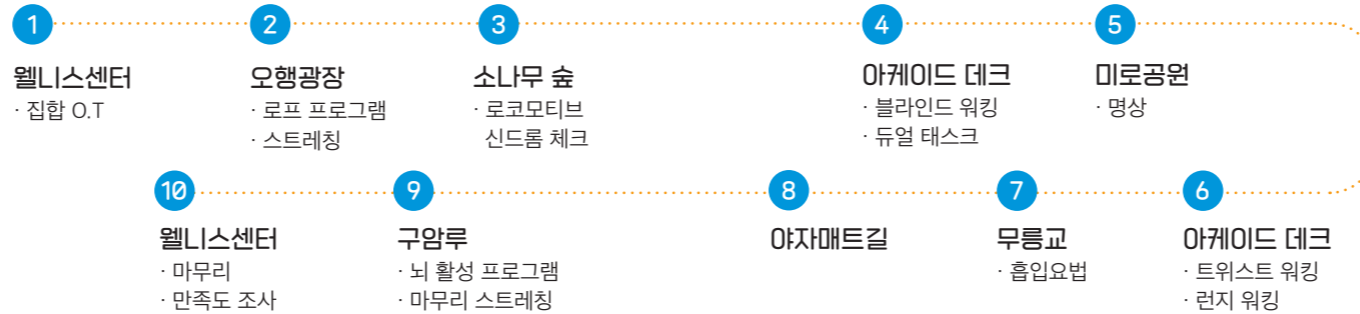 1
웰니스센터
· 집합 O.T
2
오행광장
· 로프 프로그램
· 스트레칭
3
소나무 숲
· 로코모티브
신드롬 체크
4
아케이드 데크
· 블라인드 워킹
· 듀얼 태스크
5
미로공원
· 명상
6
아케이드 데크
· 트위스트 워킹
· 런지 워킹
7
무릉교
· 흡입요법
8
야자매트길
9
구암루
· 뇌 활성 프로그램
· 마무리 스트레칭
10
웰니스센터
· 마무리
· 만족도 조사